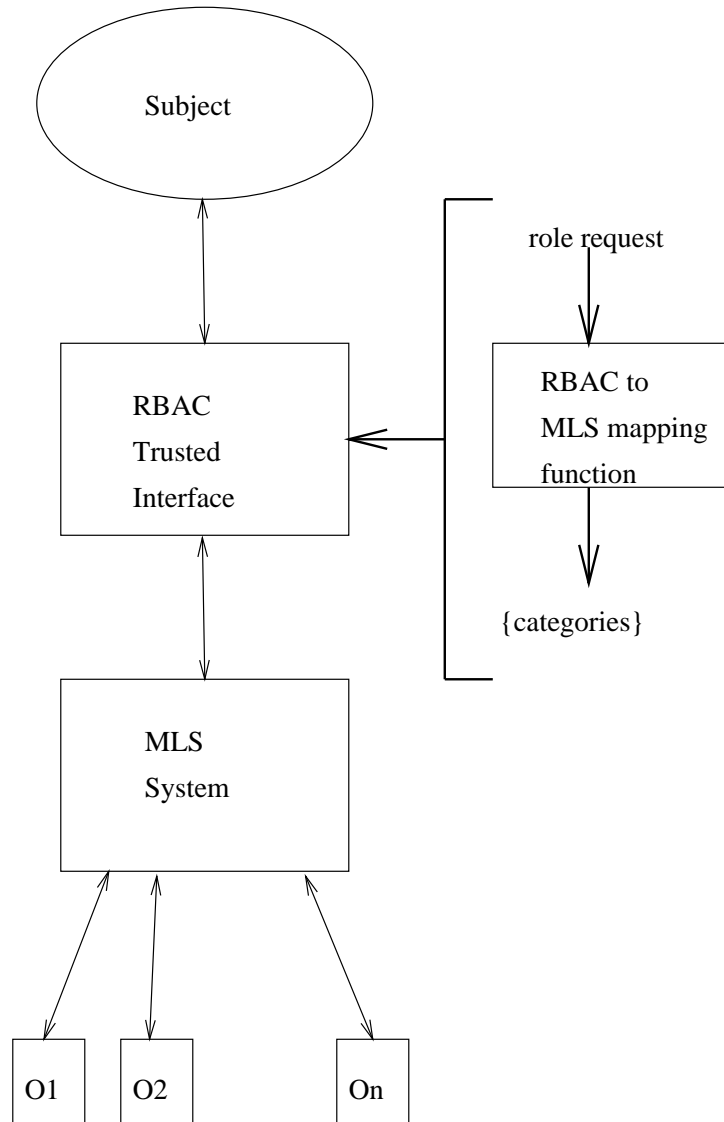 Subject
role request
RBAC
Trusted
Interface
RBAC to
MLS mapping
function
{categories}
MLS
System
O1
O2
On